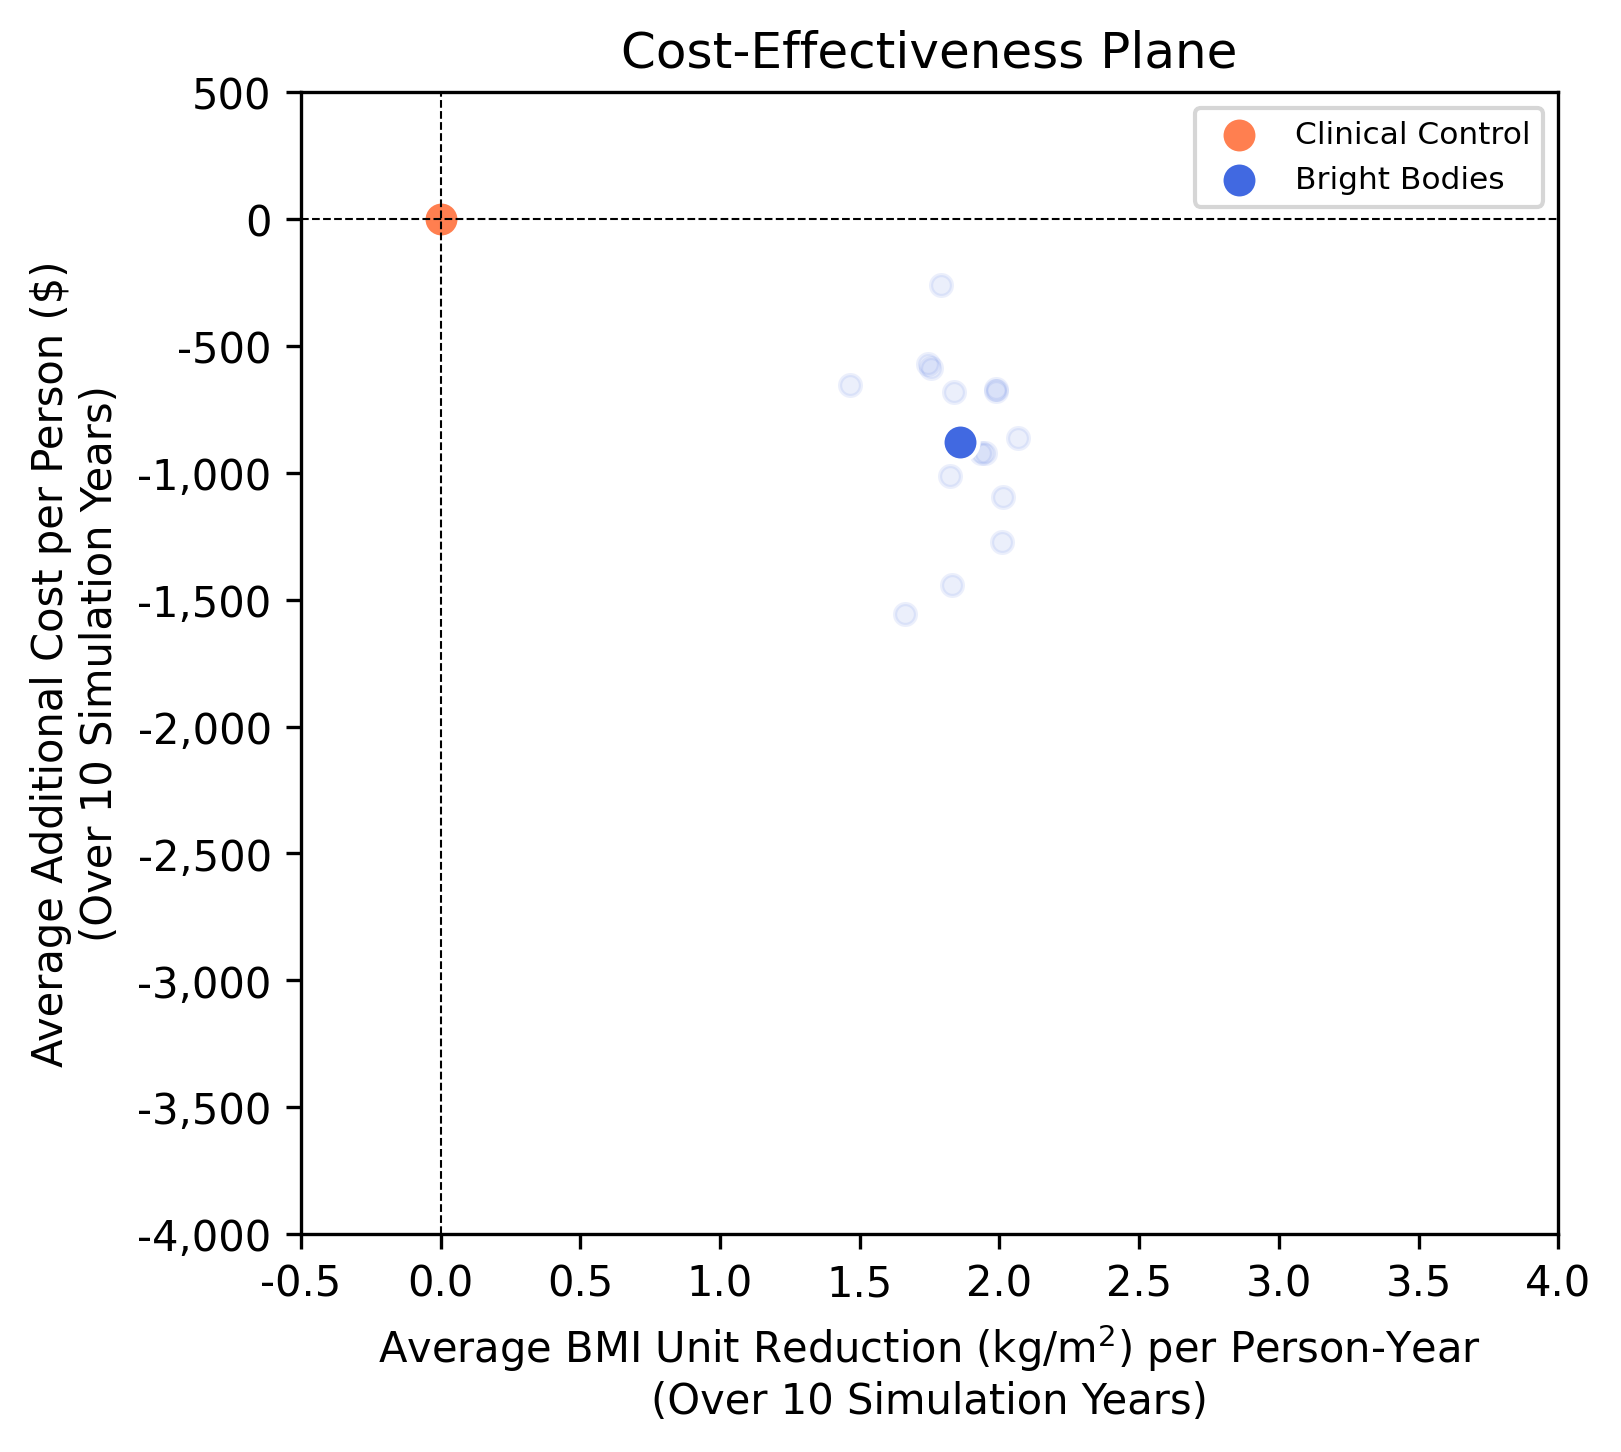 Cost-Effectiveness Plane
Clinical Control
Bright Bodies
500
0
-500
-1,000
-1,500
-2,000
-2,500
-3,000
-3,500
-4,000
Average Additional Cost per Person ($)
(Over 10 Simulation Years)
-0.5 0.0 0.5 1.0 1.5 2.0 2.5 3.0 3.5 4.0
Average BMI Unit Reduction (kg/m²) per Person-Year
(Over 10 Simulation Years)